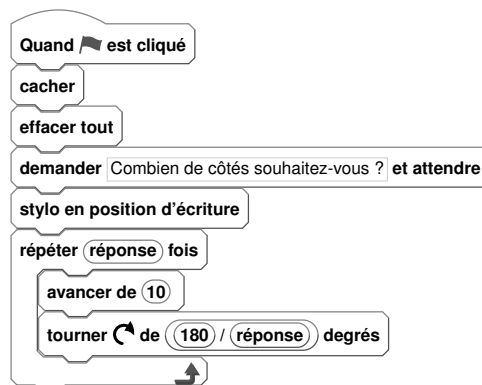 Quand est cliqué
cacher
effacer tout
demander Combien de côtés souhaitez-vous ? et attendre
stylo en position d'écriture
répéter réponse fois
avancer de 10
tourner de 180 / réponse degrés